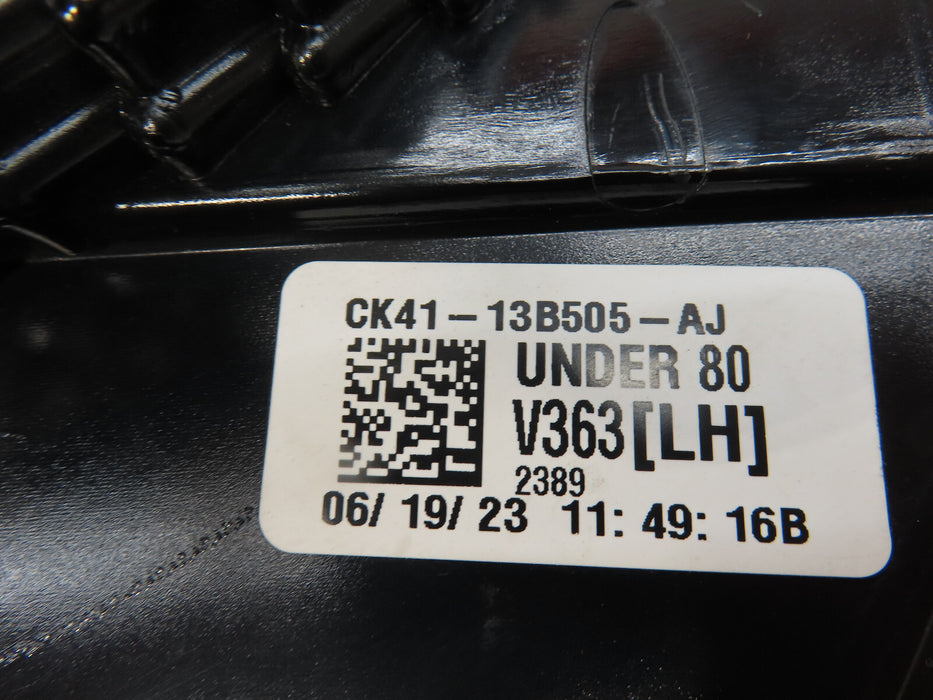 CK41-13B505-AJ
UNDER 80
V363[LH]
2389
06/ 19/ 23 11: 49: 16B